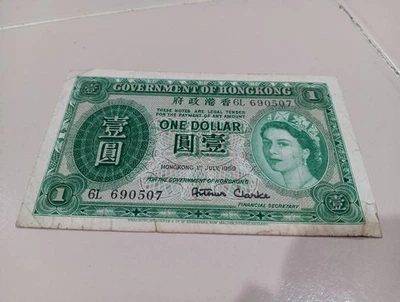 1 GOVERNMENT OF HONGKONG 1
府政港香 6L 690507
THESE NOTES ARE LEGAL TENDER
FOR THE PAYMENT OF ANY AMOUNT
ONE DOLLAR
壹
圓
圓壹
HONGKONG 1ST JULY 1959
FOR THE GOVERNMENT OF HONGKONG
6L 690507
Arthur Clarke
FINANCIAL SECRETARY
1 壹